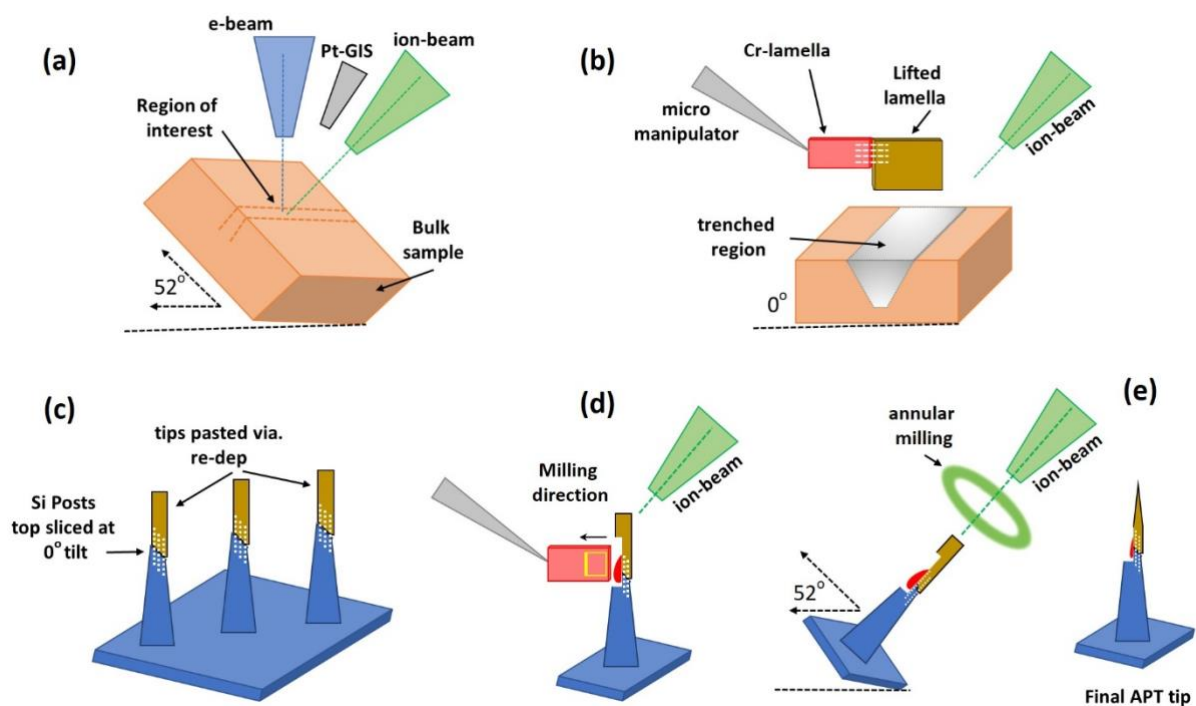 (a)
e-beam
Pt-GIS
ion-beam
Region of
interest
Bulk
sample
52°
(b)
Cr-lamella
Lifted
lamella
micro
manipulator
ion-beam
trenched
region
0°
(c)
tips pasted via.
re-dep
Si Posts
top sliced at
0° tilt
(d)
Milling
direction
ion-beam
(e)
annular
milling
ion-beam
52°
Final APT tip